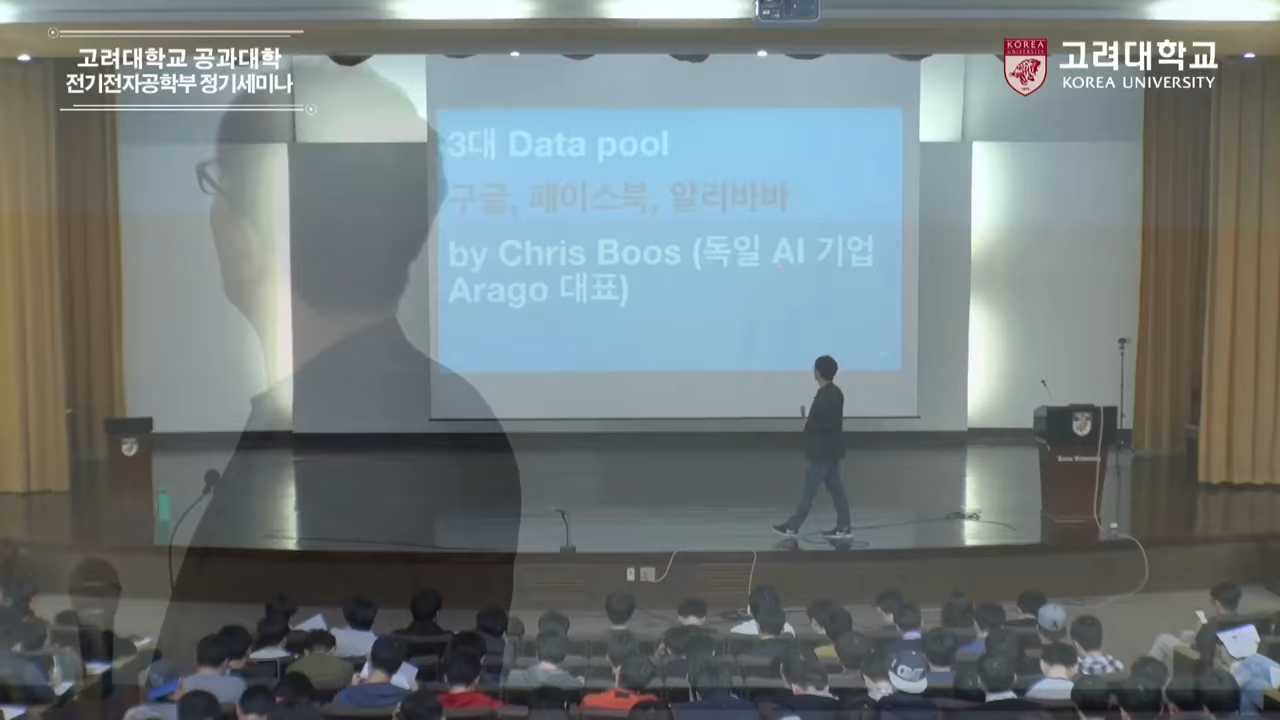 고려대학교 공과대학
전기전자공학부 정기세미나
KOREA
UNIVERSITY
고려대학교
KOREA UNIVERSITY
3대 Data pool
구글, 페이스북, 알리바바
by Chris Boos (독일 AI 기업
Arago 대표)